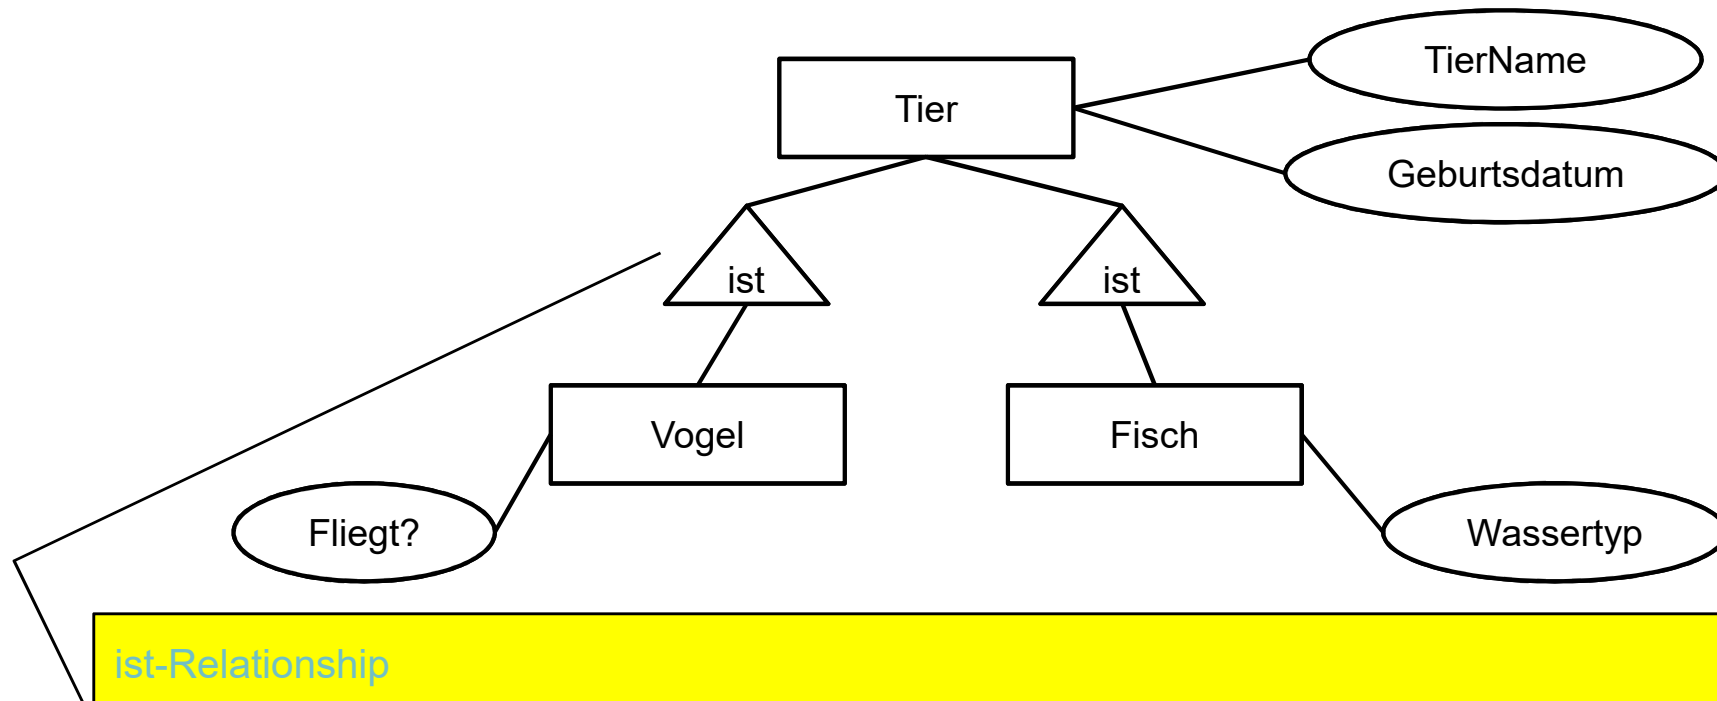 TierName
Tier
Geburtsdatum
ist
ist
Vogel
Fisch
Fliegt?
Wassertyp
ist-Relationship